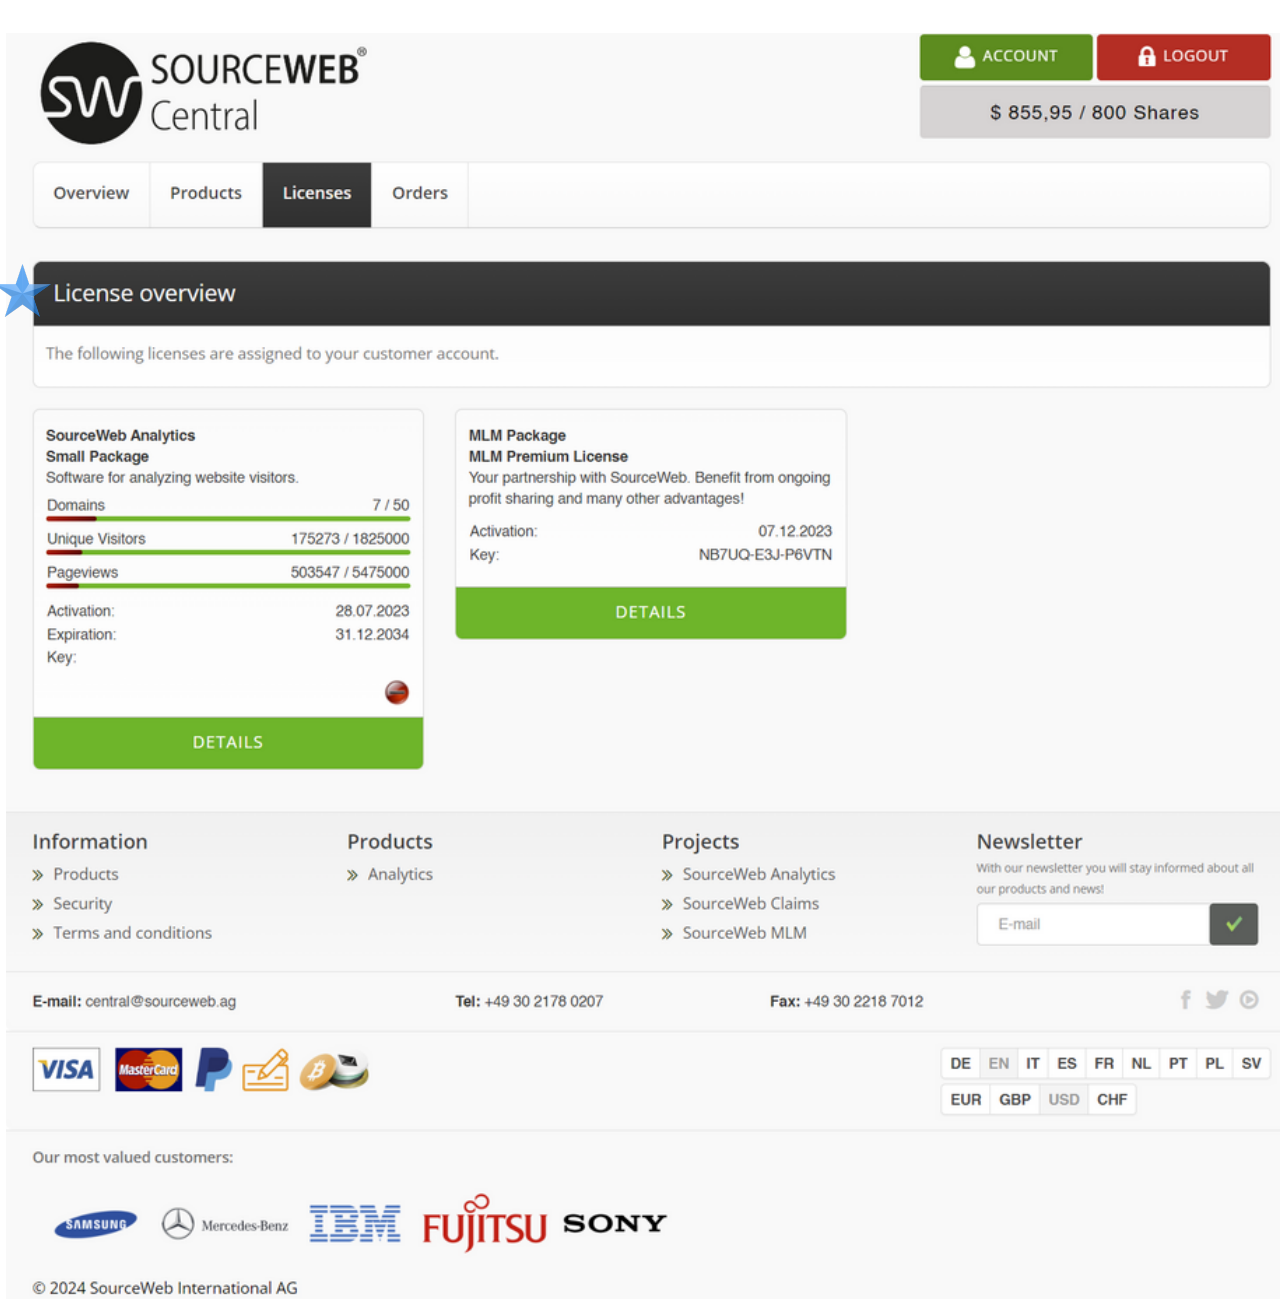 SW SOURCEWEB®
Central
ACCOUNT
LOGOUT
$ 855,95 / 800 Shares
Overview Products Licenses Orders
License overview
The following licenses are assigned to your customer account.
SourceWeb Analytics
Small Package
Software for analyzing website visitors.
Domains 7 / 50
Unique Visitors 175273 / 1825000
Pageviews 503547 / 5475000
Activation: 28.07.2023
Expiration: 31.12.2034
Key:
DETAILS
MLM Package
MLM Premium License
Your partnership with SourceWeb. Benefit from ongoing
profit sharing and many other advantages!
Activation: 07.12.2023
Key: NB7UQ-E3J-P6VTN
DETAILS
Information
Products
Security
Terms and conditions
Products
Analytics
Projects
SourceWeb Analytics
SourceWeb Claims
SourceWeb MLM
Newsletter
With our newsletter you will stay informed about all
our products and news!
E-mail
E-mail: central@sourceweb.ag Tel: +49 30 2178 0207 Fax: +49 30 2218 7012
VISA MasterCard
DE EN IT ES FR NL PT PL SV
EUR GBP USD CHF
Our most valued customers:
SAMSUNG Mercedes-Benz IBM FUJITSU SONY
© 2024 SourceWeb International AG